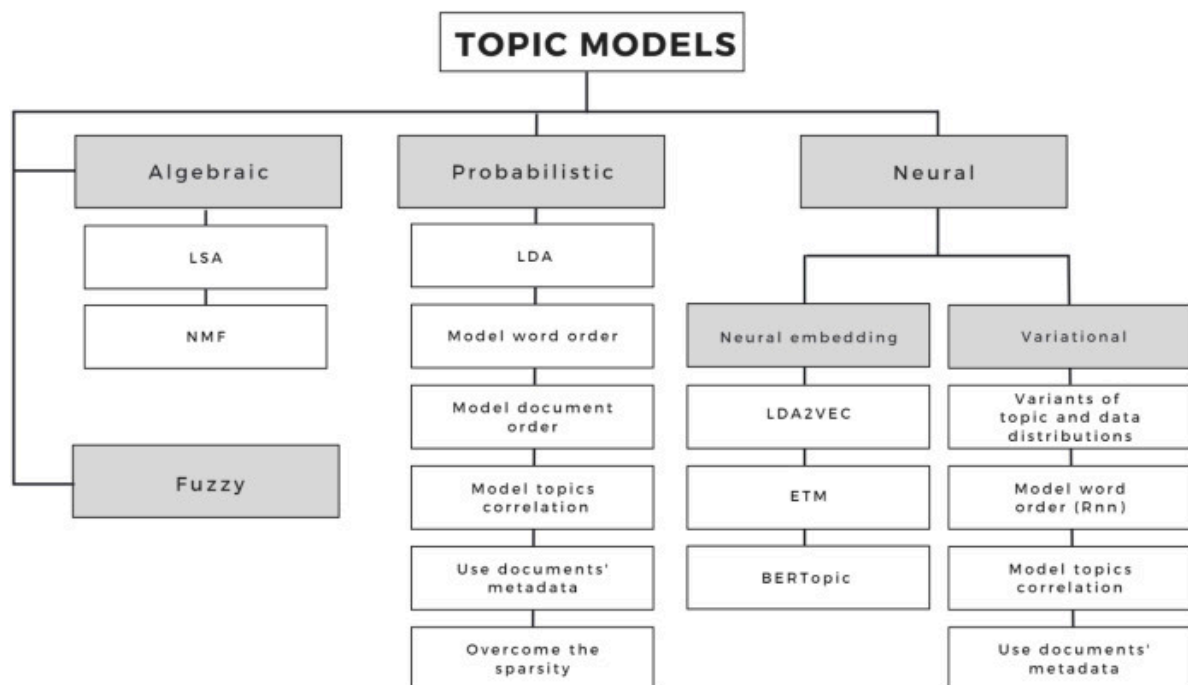 TOPIC MODELS
Algebraic
LSA
NMF
Fuzzy
Probabilistic
LDA
Model word order
Model document
order
Model topics
correlation
Use documents'
metadata
Overcome the
sparsity
Neural
Neural embedding
LDA2VEC
ETM
BERTopic
Variational
Variants of
topic and data
distributions
Model word
order (Rnn)
Model topics
correlation
Use documents'
metadata